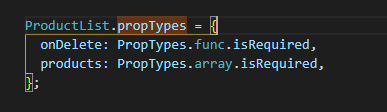 ProductList.propTypes = {
  onDelete: PropTypes.func.isRequired,
  products: PropTypes.array.isRequired,
};